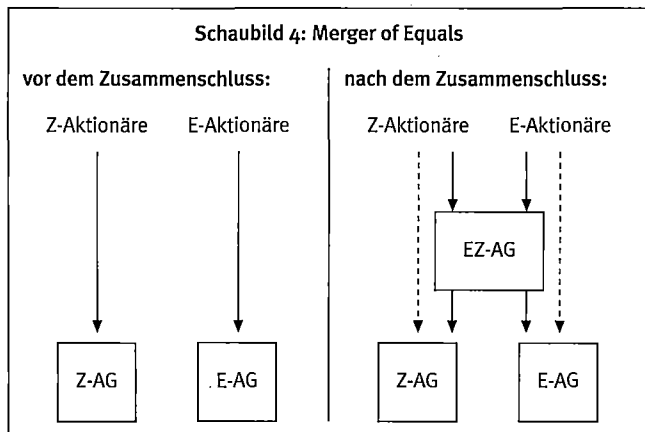 Schaubild 4: Merger of Equals
vor dem Zusammenschluss:
Z-Aktionäre E-Aktionäre
Z-AG E-AG
nach dem Zusammenschluss:
Z-Aktionäre E-Aktionäre
EZ-AG
Z-AG E-AG